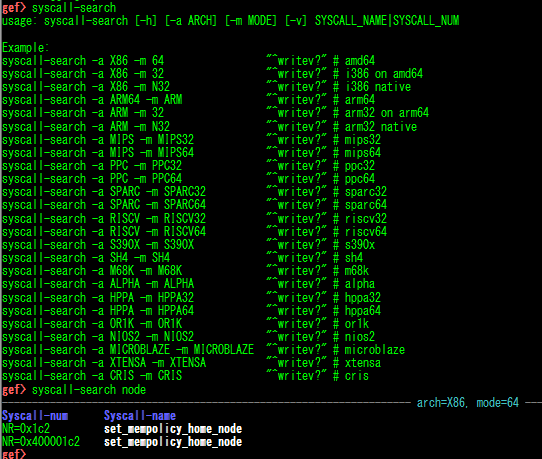 gef> syscall-search
usage: syscall-search [-h] [-a ARCH] [-m MODE] [-v] SYSCALL_NAME|SYSCALL_NUM
Example:
syscall-search -a X86 -m 64 "^writev?" # amd64
syscall-search -a X86 -m 32 "^writev?" # i386 on amd64
syscall-search -a X86 -m N32 "^writev?" # i386 native
syscall-search -a ARM64 -m ARM "^writev?" # arm64
syscall-search -a ARM -m 32 "^writev?" # arm32 on arm64
syscall-search -a ARM -m N32 "^writev?" # arm32 native
syscall-search -a MIPS -m MIPS32 "^writev?" # mips32
syscall-search -a MIPS -m MIPS64 "^writev?" # mips64
syscall-search -a PPC -m PPC32 "^writev?" # ppc32
syscall-search -a PPC -m PPC64 "^writev?" # ppc64
syscall-search -a SPARC -m SPARC32 "^writev?" # sparc32
syscall-search -a SPARC -m SPARC64 "^writev?" # sparc64
syscall-search -a RISCV -m RISCV32 "^writev?" # riscv32
syscall-search -a RISCV -m RISCV64 "^writev?" # riscv64
syscall-search -a S390X -m S390X "^writev?" # s390x
syscall-search -a SH4 -m SH4 "^writev?" # sh4
syscall-search -a M68K -m M68K "^writev?" # m68k
syscall-search -a ALPHA -m ALPHA "^writev?" # alpha
syscall-search -a HPPA -m HPPA32 "^writev?" # hppa32
syscall-search -a HPPA -m HPPA64 "^writev?" # hppa64
syscall-search -a OR1K -m OR1K "^writev?" # or1k
syscall-search -a NIOS2 -m NIOS2 "^writev?" # nios2
syscall-search -a MICROBLAZE -m MICROBLAZE "^writev?" # microblaze
syscall-search -a XTENSA -m XTENSA "^writev?" # xtensa
syscall-search -a CRIS -m CRIS "^writev?" # cris
gef> syscall-search node
arch=X86, mode=64
Syscall-num Syscall-name
NR=0x1c2 set_mempolicy_home_node
NR=0x400001c2 set_mempolicy_home_node
gef>